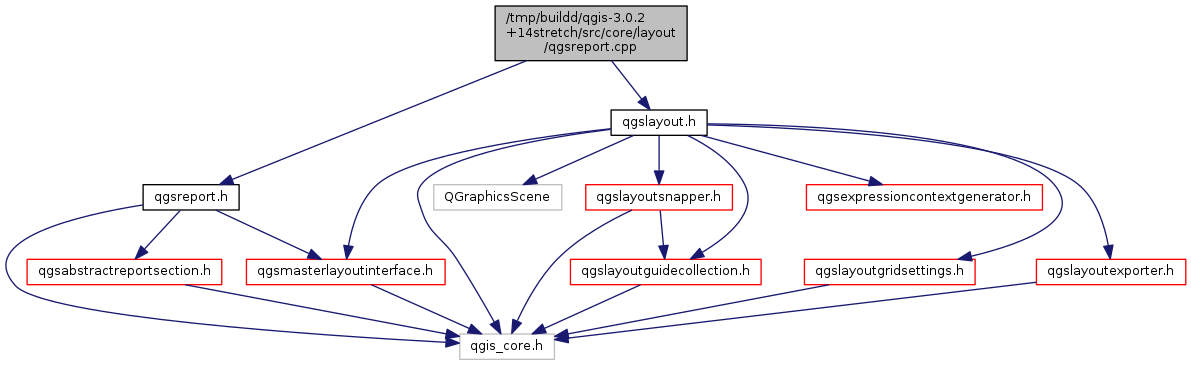 /tmp/buildd/qgis-3.0.2
+14stretch/src/core/layout
/qgsreport.cpp
qgslayout.h
qgsreport.h
QGraphicsScene
qgslayoutsnapper.h
qgsexpressioncontextgenerator.h
qgsabstractreportsection.h
qgsmasterlayoutinterface.h
qgslayoutguidecollection.h
qgslayoutgridsettings.h
qgslayoutexporter.h
qgis_core.h